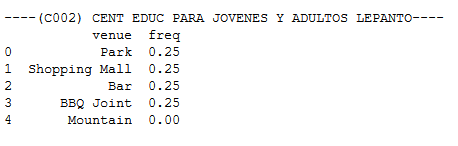 ----(C002) CENT EDUC PARA JOVENES Y ADULTOS LEPANTO----
venue freq
0 Park 0.25
1 Shopping Mall 0.25
2 Bar 0.25
3 BBQ Joint 0.25
4 Mountain 0.00